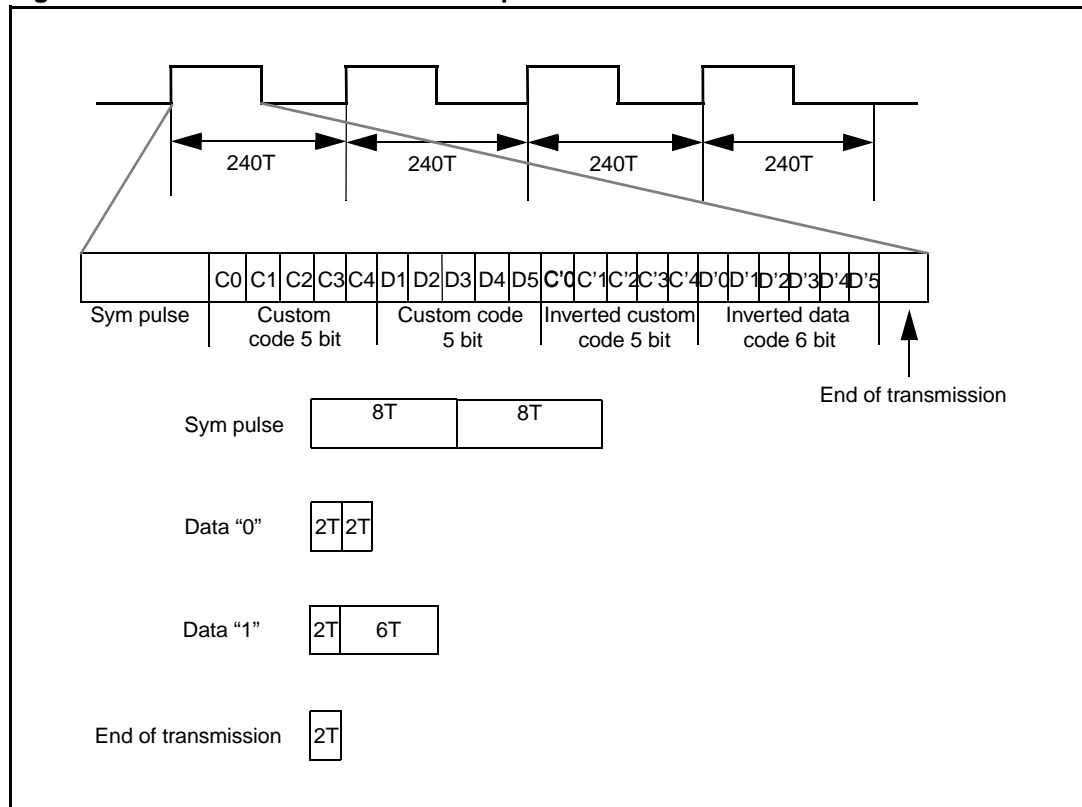 240T 240T 240T 240T
C0 C1 C2 C3 C4 D1 D2 D3 D4 D5 C'0 C'1 C'2 C'3 C'4 D'0 D'1 D'2 D'3 D'4 D'5
Sym pulse
Custom
code 5 bit
Custom code
5 bit
Inverted custom
code 5 bit
Inverted data
code 6 bit
End of transmission
Sym pulse 8T 8T
Data “0” 2T 2T
Data “1” 2T 6T
End of transmission 2T